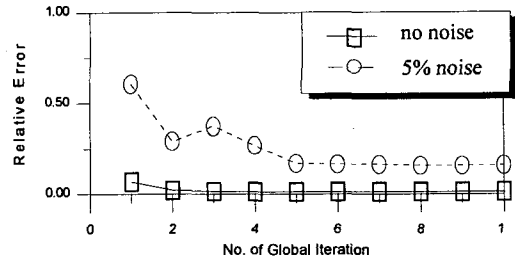 1.00
0.50
0.00
Relative Error
no noise
5% noise
0 2 4 6 8 1
No. of Global Iteration